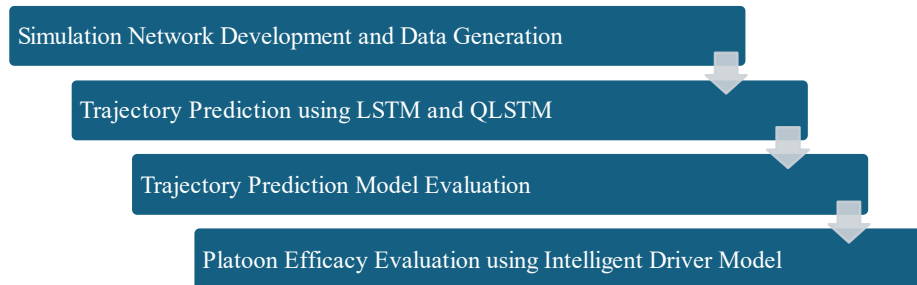 Simulation Network Development and Data Generation
Trajectory Prediction using LSTM and QLSTM
Trajectory Prediction Model Evaluation
Platoon Efficacy Evaluation using Intelligent Driver Model